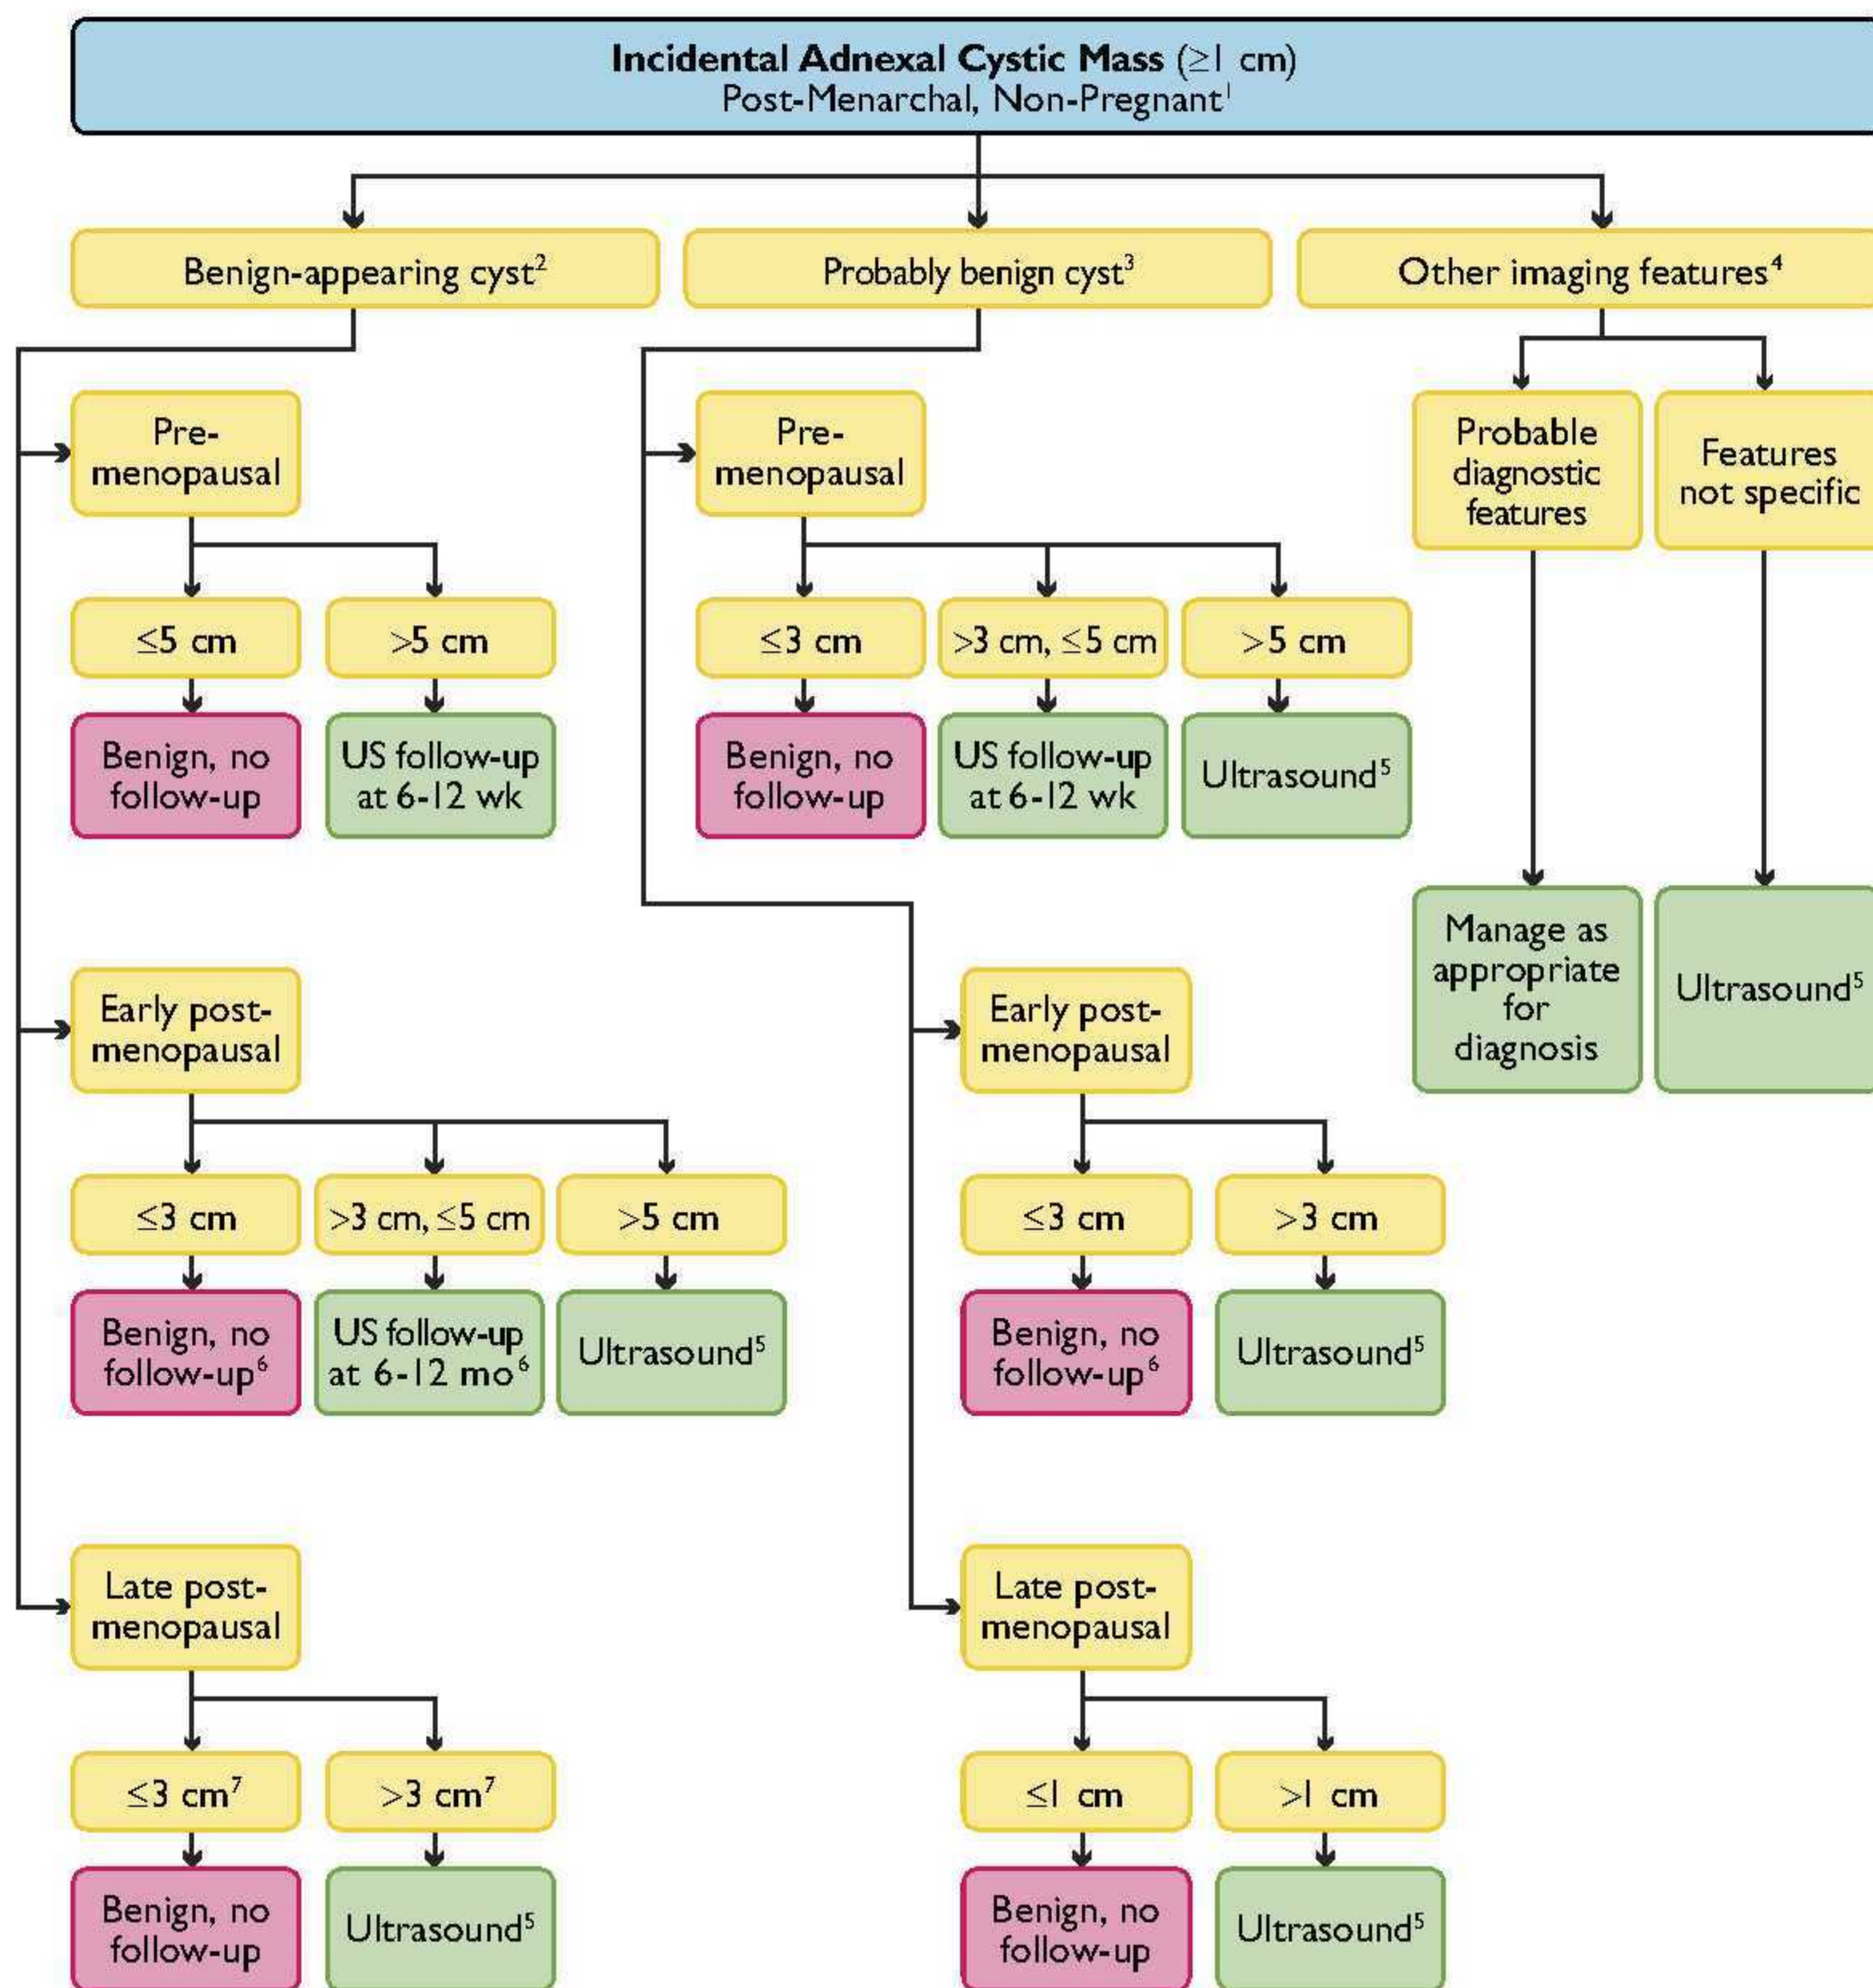 Incidental Adnexal Cystic Mass (≥1 cm)
Post-Menarchal, Non-Pregnant¹
Benign-appearing cyst²
Probably benign cyst³
Other imaging features⁴
Pre-
menopausal
Pre-
menopausal
Probable
diagnostic
features
Features
not specific
≤5 cm
>5 cm
≤3 cm
>3 cm, ≤5 cm
>5 cm
Benign, no
follow-up
US follow-up
at 6-12 wk
Benign, no
follow-up
US follow-up
at 6-12 wk
Ultrasound⁵
Manage as
appropriate
for
diagnosis
Ultrasound⁵
Early post-
menopausal
Early post-
menopausal
≤3 cm
>3 cm, ≤5 cm
>5 cm
≤3 cm
>3 cm
Benign, no
follow-up⁶
US follow-up
at 6-12 mo⁶
Ultrasound⁵
Benign, no
follow-up⁶
Ultrasound⁵
Late post-
menopausal
Late post-
menopausal
≤3 cm⁷
>3 cm⁷
≤1 cm
>1 cm
Benign, no
follow-up
Ultrasound⁵
Benign, no
follow-up
Ultrasound⁵